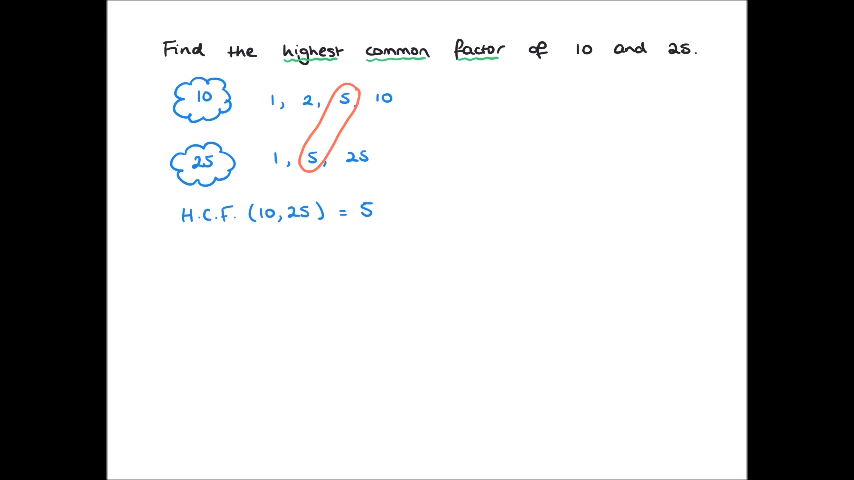 Find the highest common factor of 10 and 25.
10 1, 2, 5, 10
25 1, 5, 25
H.C.F. (10,25) = 5